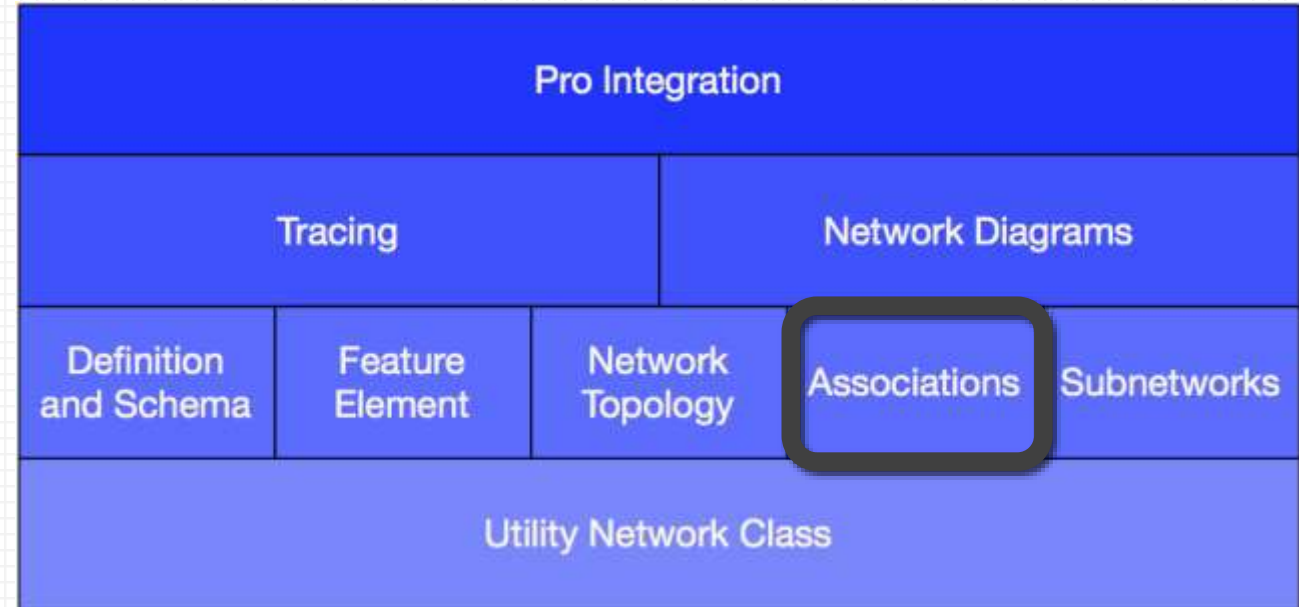 Pro Integration
Tracing
Network Diagrams
Definition
and Schema
Feature
Element
Network
Topology
Associations
Subnetworks
Utility Network Class